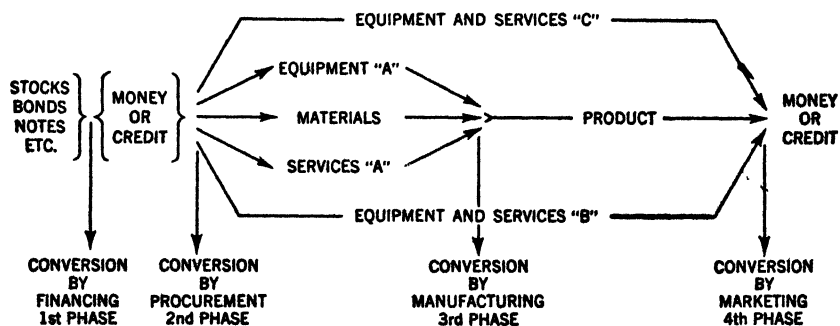 EQUIPMENT AND SERVICES "C"
STOCKS
BONDS
NOTES
ETC.
MONEY
OR
CREDIT
EQUIPMENT "A"
MATERIALS
SERVICES "A"
PRODUCT
MONEY
OR
CREDIT
EQUIPMENT AND SERVICES "B"
CONVERSION
BY
FINANCING
1st PHASE
CONVERSION
BY
PROCUREMENT
2nd PHASE
CONVERSION
BY
MANUFACTURING
3rd PHASE
CONVERSION
BY
MARKETING
4th PHASE